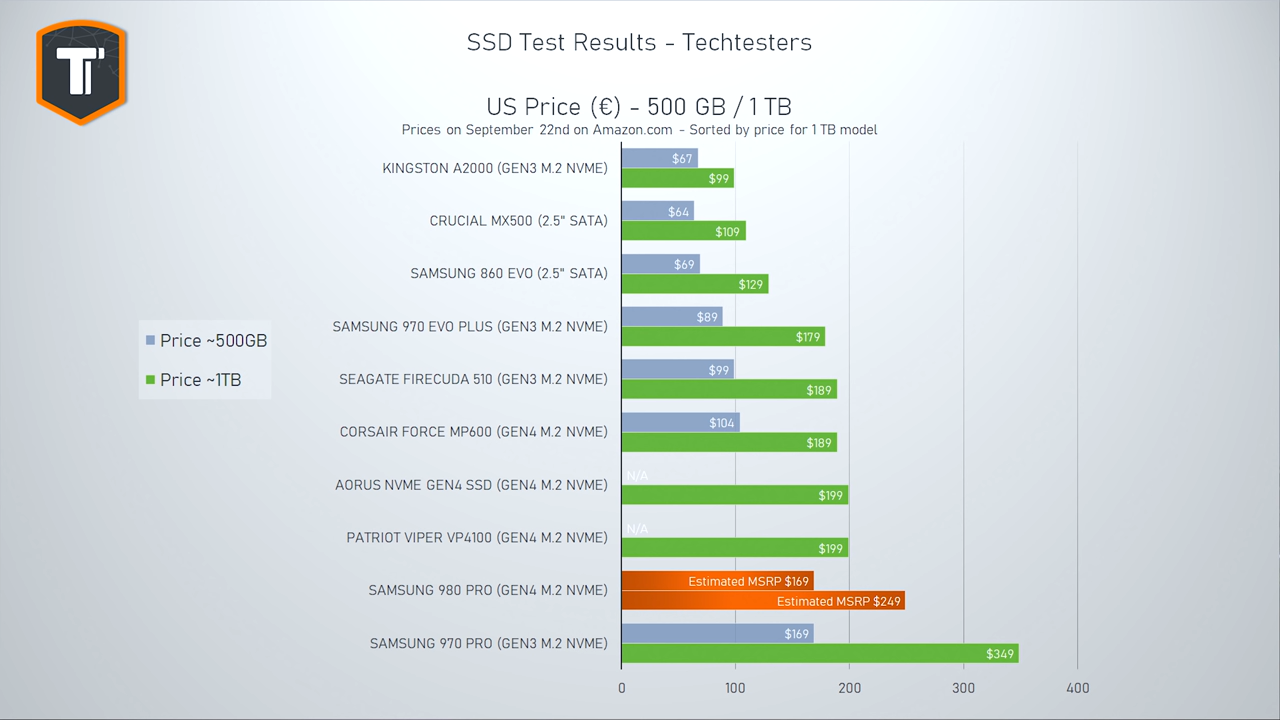 SSD Test Results - Techtesters
US Price (€) - 500 GB / 1 TB
Prices on September 22nd on Amazon.com - Sorted by price for 1 TB model
KINGSTON A2000 (GEN3 M.2 NVME)
$67
$99
CRUCIAL MX500 (2.5" SATA)
$64
$109
SAMSUNG 860 EVO (2.5" SATA)
$69
$129
SAMSUNG 970 EVO PLUS (GEN3 M.2 NVME)
$89
$179
Price ~500GB
Price ~1TB
SEAGATE FIRECUDA 510 (GEN3 M.2 NVME)
$99
$189
CORSAIR FORCE MP600 (GEN4 M.2 NVME)
$104
$189
AORUS NVME GEN4 SSD (GEN4 M.2 NVME)
N/A
$199
PATRIOT VIPER VP4100 (GEN4 M.2 NVME)
N/A
$199
SAMSUNG 980 PRO (GEN4 M.2 NVME)
Estimated MSRP $169
Estimated MSRP $249
SAMSUNG 970 PRO (GEN3 M.2 NVME)
$169
$349
0 100 200 300 400